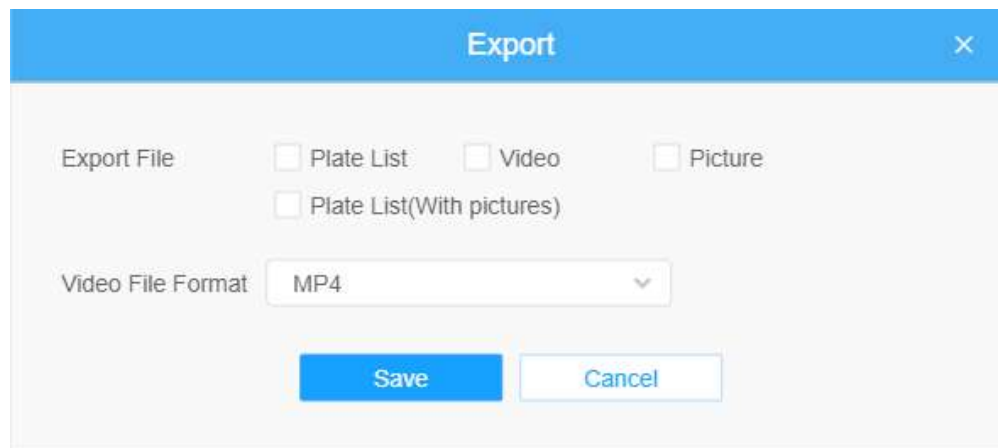 Export
Export File Plate List Video Picture
Plate List(With pictures)
Video File Format MP4
Save Cancel